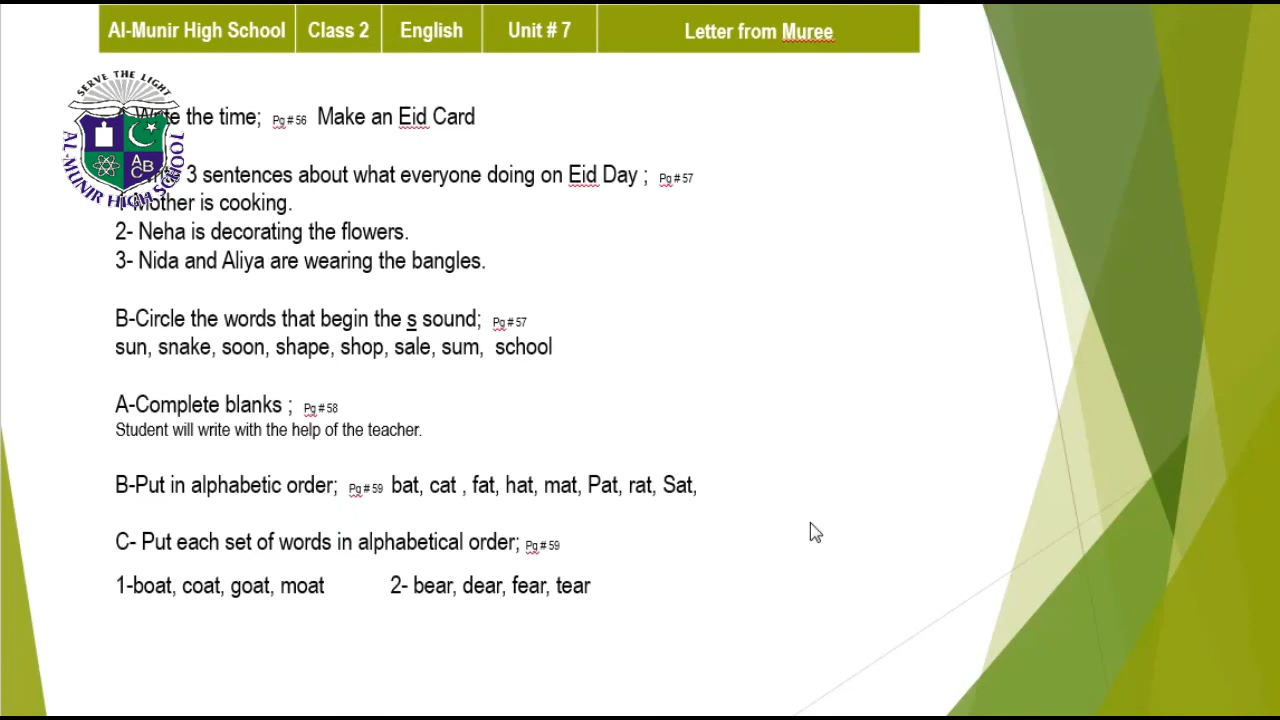 Al-Munir High School Class 2 English Unit # 7 Letter from Muree
SERVE THE LIGHT
ABC
AL-MUNIR HIGH SCHOOL
Write the time; Pg # 56 Make an Eid Card
3 sentences about what everyone doing on Eid Day ; Pg # 57
1-Mother is cooking.
2- Neha is decorating the flowers.
3- Nida and Aliya are wearing the bangles.
B-Circle the words that begin the s sound; Pg # 57
sun, snake, soon, shape, shop, sale, sum, school
A-Complete blanks ; Pg # 58
Student will write with the help of the teacher.
B-Put in alphabetic order; Pg # 59 bat, cat , fat, hat, mat, Pat, rat, Sat,
C- Put each set of words in alphabetical order; Pg # 59
1-boat, coat, goat, moat 2- bear, dear, fear, tear